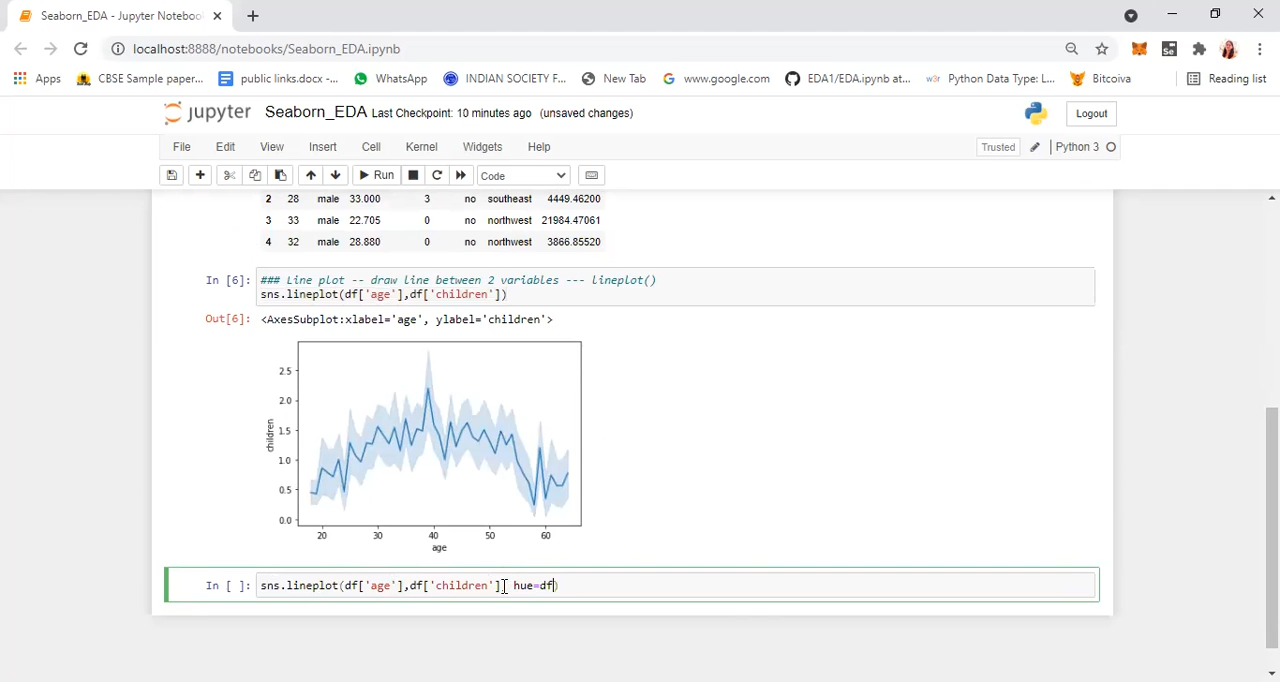 Seaborn_EDA - Jupyter Notebook
localhost:8888/notebooks/Seaborn_EDA.ipynb
Apps CBSE Sample paper... public links.docx -... WhatsApp INDIAN SOCIETY F... New Tab www.google.com EDA1/EDA.ipynb at... Python Data Type: L... Bitcoiva Reading list
jupyter Seaborn_EDA Last Checkpoint: 10 minutes ago (unsaved changes) Logout
File Edit View Insert Cell Kernel Widgets Help Trusted Python 3
Run Code
2 28 male 33.000 3 no southeast 4449.46200
3 33 male 22.705 0 no northwest 21984.47061
4 32 male 28.880 0 no northwest 3866.85520
In [6]: ### Line plot -- draw line between 2 variables --- lineplot()
sns.lineplot(df['age'],df['children'])
Out[6]: <AxesSubplot:xlabel='age', ylabel='children'>
2.5
2.0
1.5
1.0
0.5
0.0
children
20 30 40 50 60
age
In [ ]: sns.lineplot(df['age'],df['children'], hue=df)